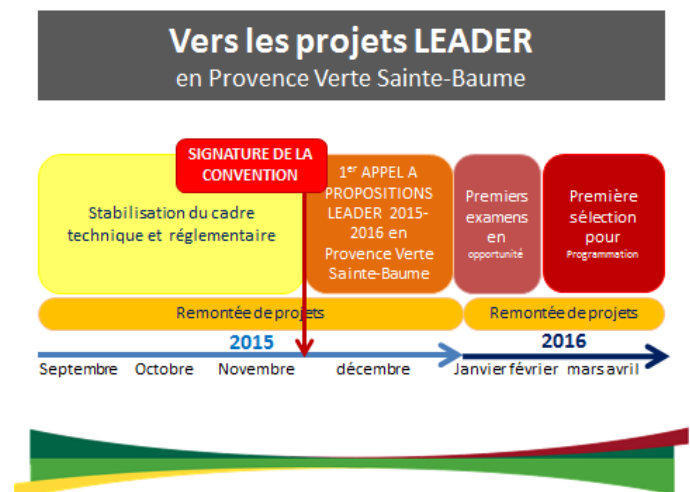 Vers les projets LEADER
en Provence Verte Sainte-Baume
SIGNATURE DE LA
CONVENTION
Stabilisation du cadre
technique et réglementaire
1er APPEL A
PROPOSITIONS
LEADER 2015-
2016 en
Provence Verte
Sainte-Baume
Premiers
examens
en
opportunité
Première
sélection
pour
Programmation
Remontée de projets
Remontée de projets
2015
2016
Septembre Octobre Novembre décembre Janvier février mars avril